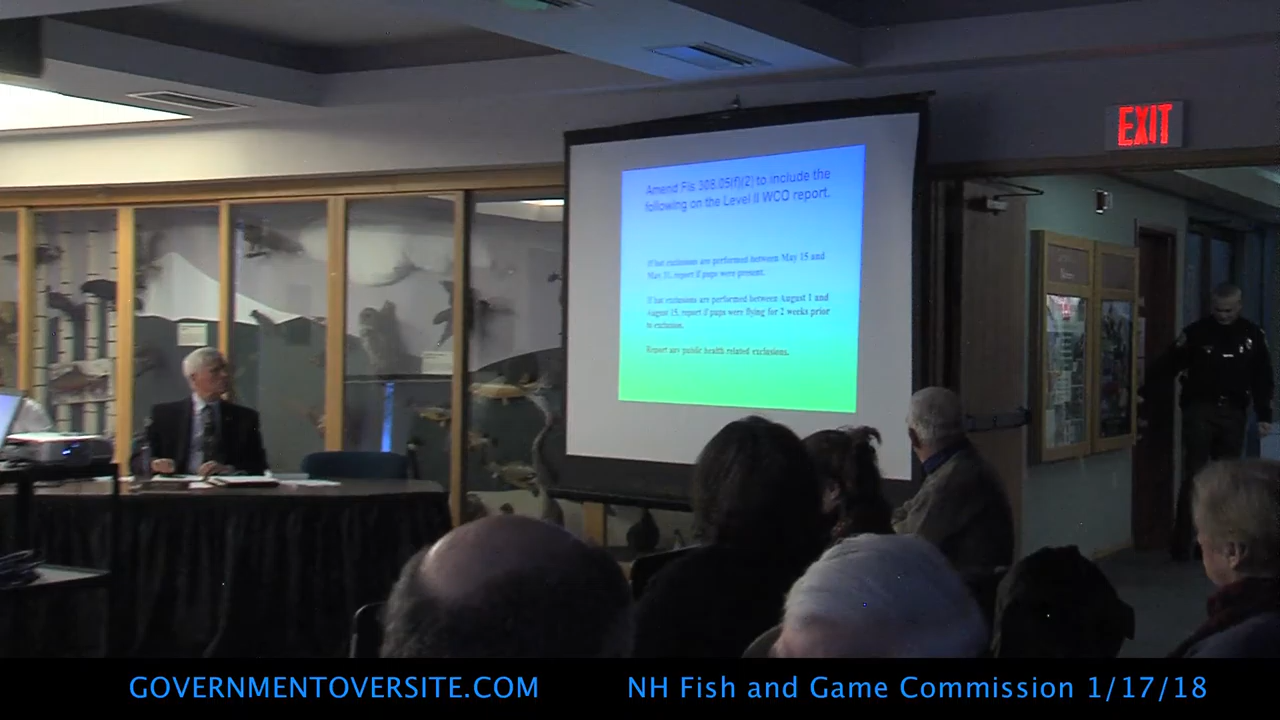 EXIT
Amend Fis 308.05(f)(2) to include the
following on the Level II WCO report.
If bat exclusions are performed between May 15 and
May 31, report if pups were present.
If bat exclusions are performed between August 1 and
August 15, report if pups were flying for 2 weeks prior
to exclusion.
Report any public health related exclusions.
GOVERNMENTOVERSITE.COM
NH Fish and Game Commission 1/17/18